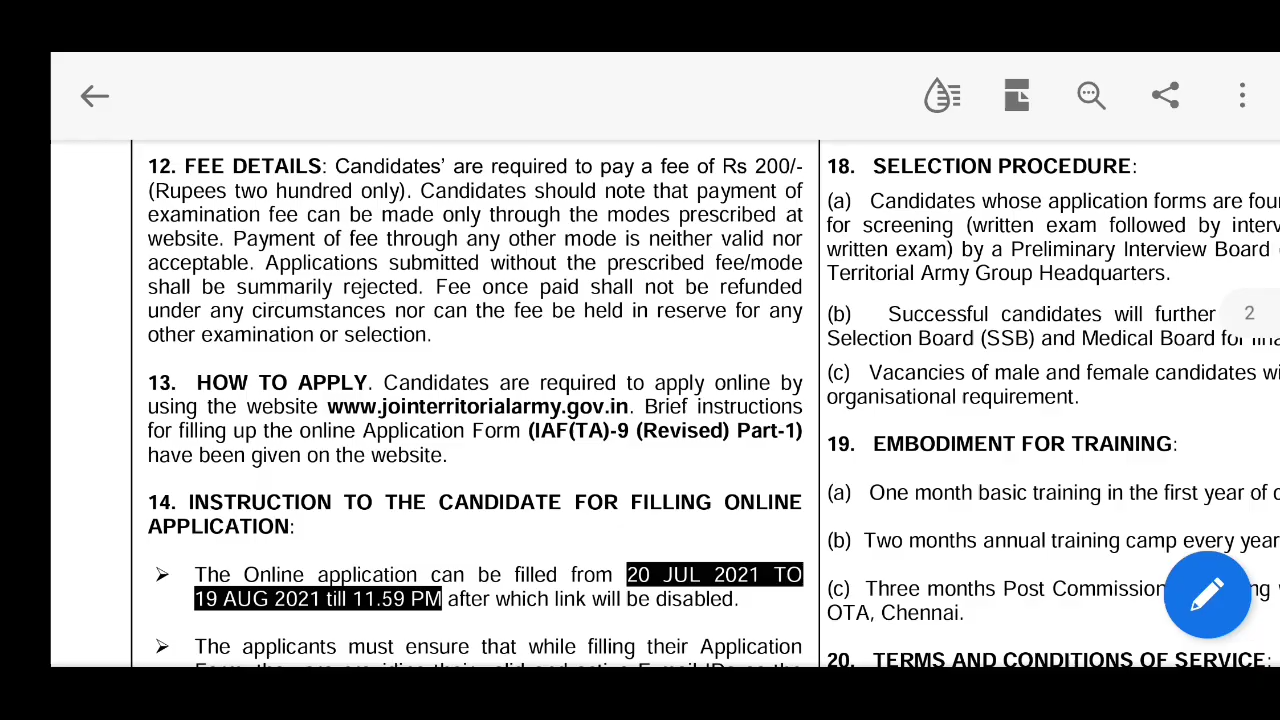 12. FEE DETAILS: Candidates' are required to pay a fee of Rs 200/-
(Rupees two hundred only). Candidates should note that payment of
examination fee can be made only through the modes prescribed at
website. Payment of fee through any other mode is neither valid nor
acceptable. Applications submitted without the prescribed fee/mode
shall be summarily rejected. Fee once paid shall not be refunded
under any circumstances nor can the fee be held in reserve for any
other examination or selection.
13. HOW TO APPLY. Candidates are required to apply online by
using the website www.jointerritorialarmy.gov.in. Brief instructions
for filling up the online Application Form (IAF(TA)-9 (Revised) Part-1)
have been given on the website.
14. INSTRUCTION TO THE CANDIDATE FOR FILLING ONLINE
APPLICATION:
➢ The Online application can be filled from 20 JUL 2021 TO
19 AUG 2021 till 11.59 PM after which link will be disabled.
➢ The applicants must ensure that while filling their Application
18. SELECTION PROCEDURE:
(a) Candidates whose application forms are
for screening (written exam followed by
written exam) by a Preliminary Interview Board
Territorial Army Group Headquarters.
(b) Successful candidates will further
2
Selection Board (SSB) and Medical Board for
(c) Vacancies of male and female candidates
organisational requirement.
19. EMBODIMENT FOR TRAINING:
(a) One month basic training in the first year of
(b) Two months annual training camp every year
(c) Three months Post Commission
OTA, Chennai.
20. TERMS AND CONDITIONS OF SERVICE: